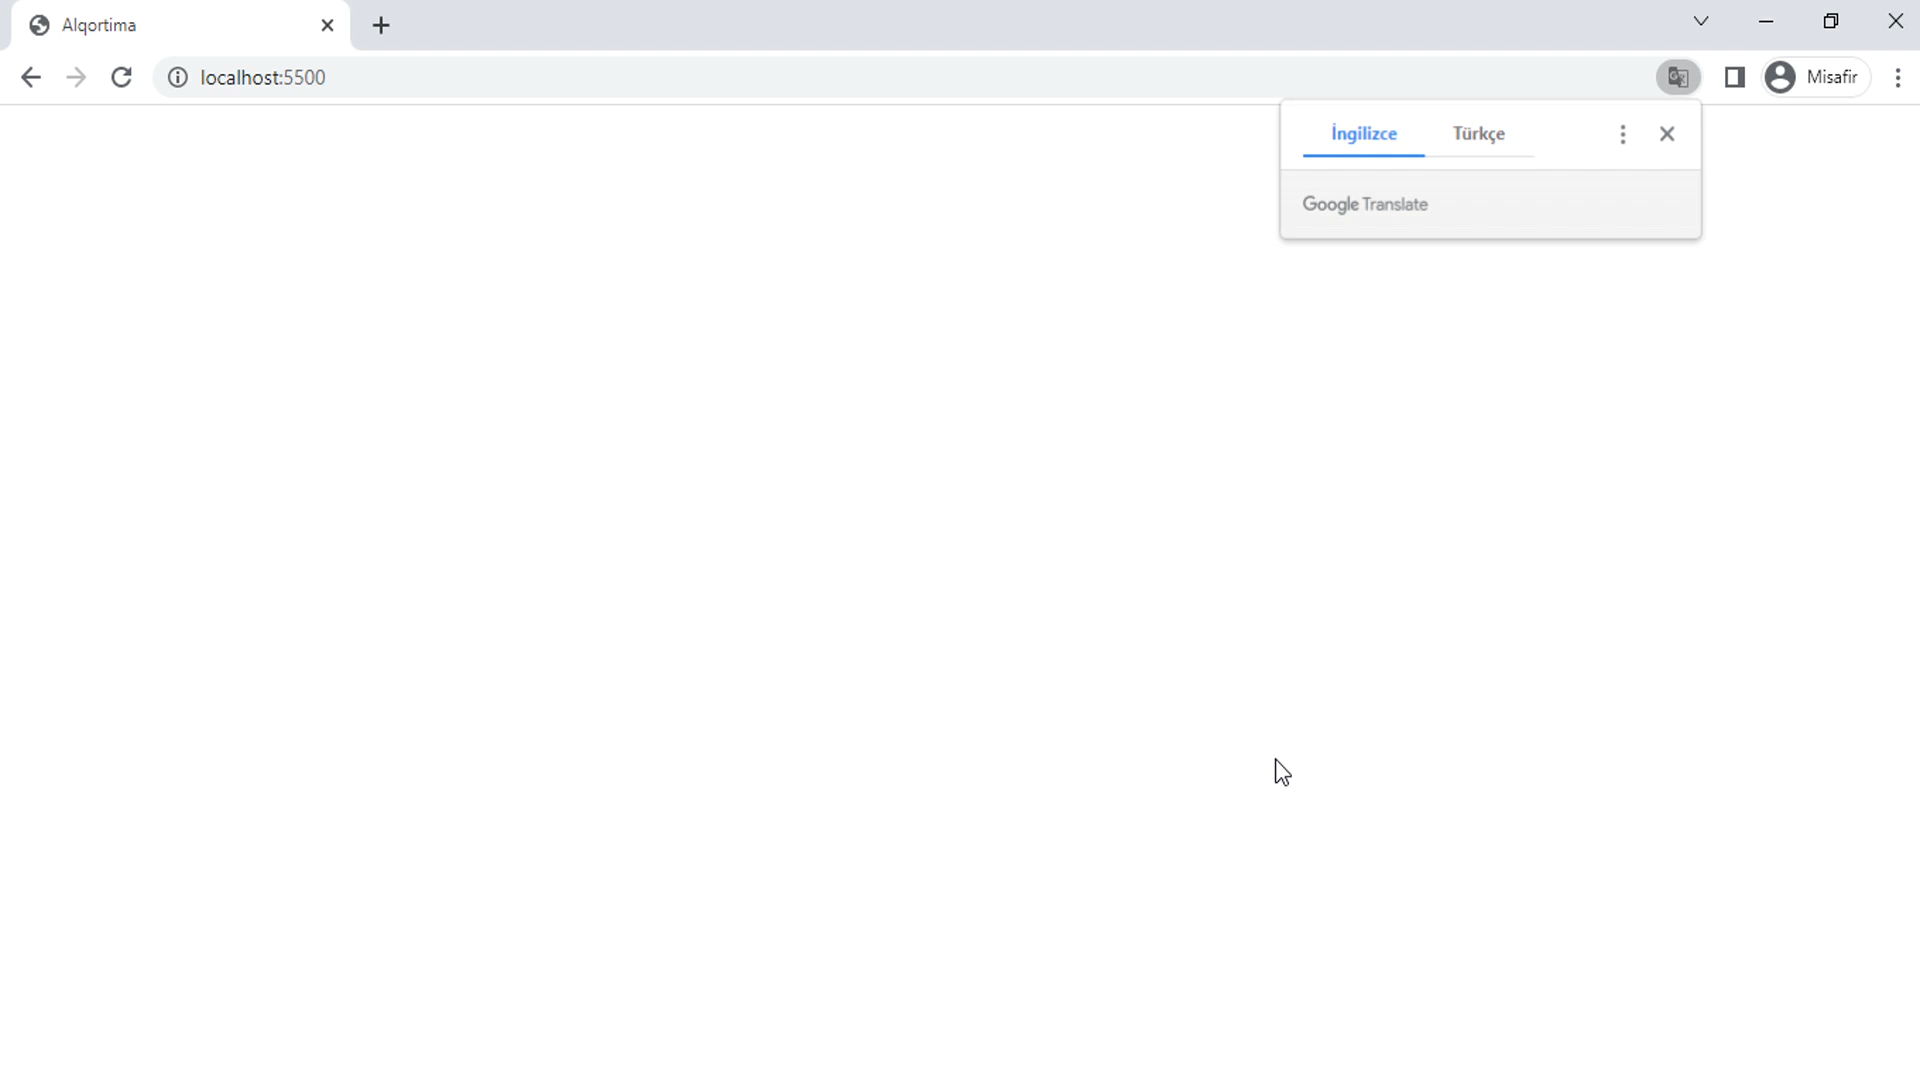 Alqortima
localhost:5500
Misafir
İngilizce Türkçe
Google Translate